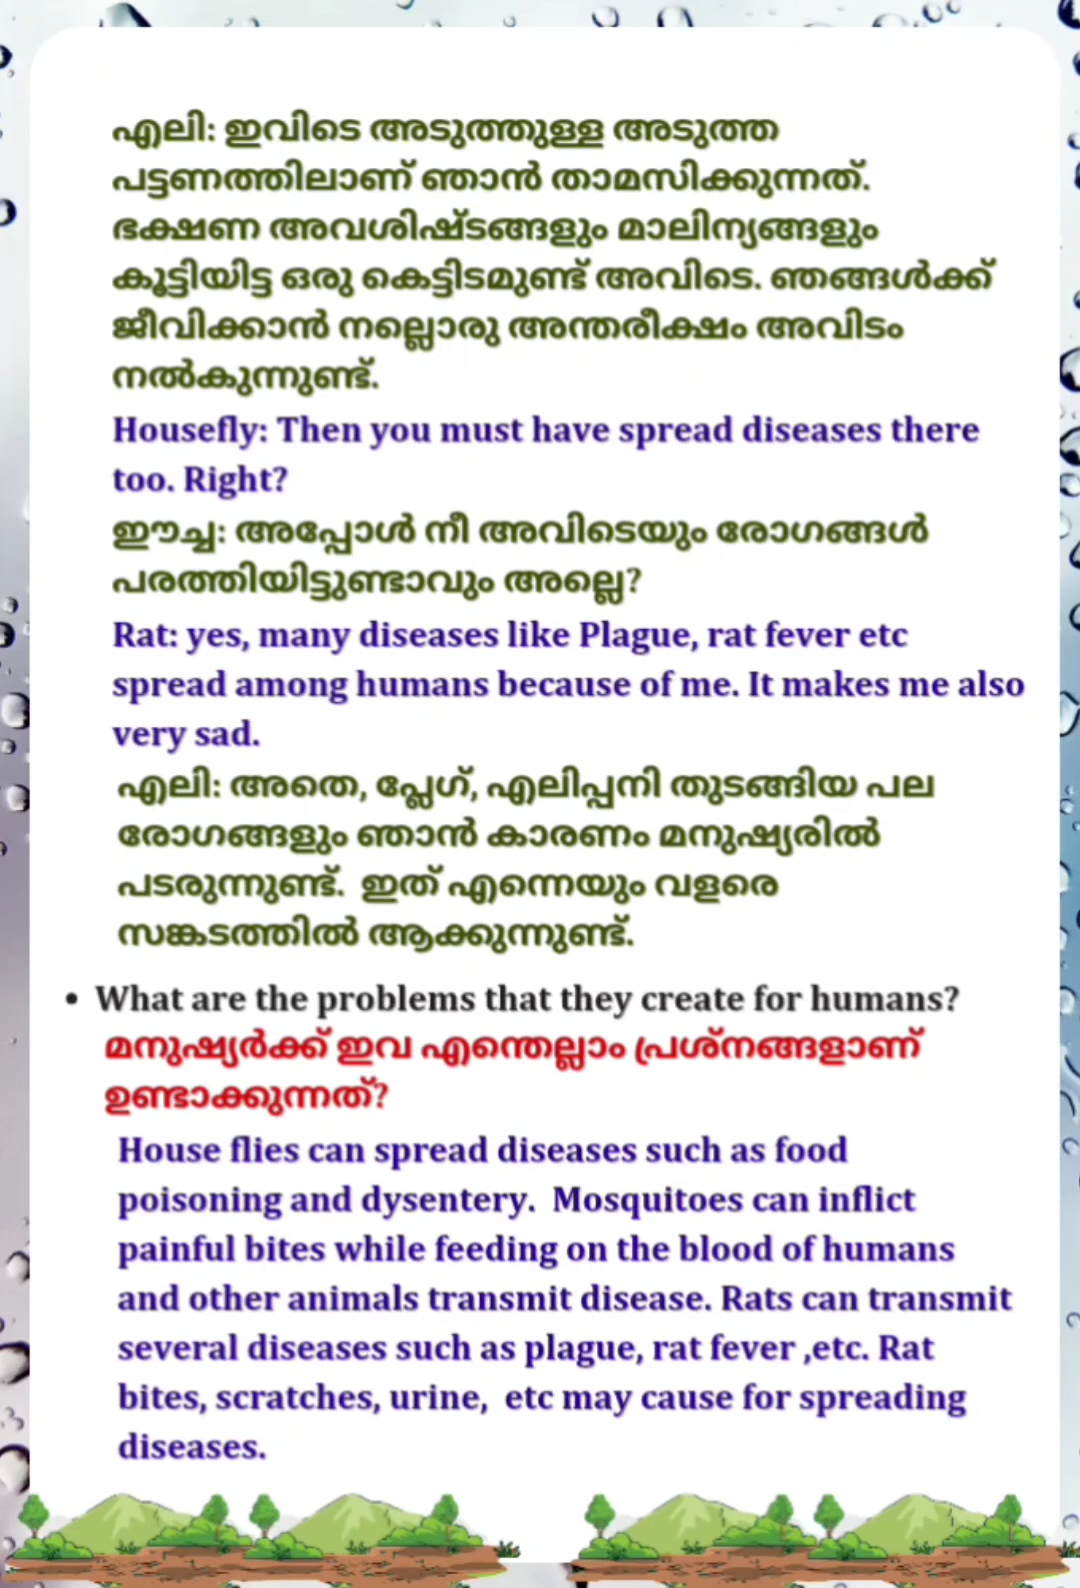 എലി: ഇവിടെ അടുത്തുള്ള അടുത്ത
പട്ടണത്തിലാണ് ഞാൻ താമസിക്കുന്നത്.
ഭക്ഷണ അവശിഷ്ടങ്ങളും മാലിന്യങ്ങളും
കൂട്ടിയിട്ട ഒരു കെട്ടിടമുണ്ട് അവിടെ. ഞങ്ങൾക്ക്
ജീവിക്കാൻ നല്ലൊരു അന്തരീക്ഷം അവിടം
നൽകുന്നുണ്ട്.
Housefly: Then you must have spread diseases there
too. Right?
ഈച്ച: അപ്പോൾ നീ അവിടെയും രോഗങ്ങൾ
പരത്തിയിട്ടുണ്ടാവും അല്ലെ?
Rat: yes, many diseases like Plague, rat fever etc
spread among humans because of me. It makes me also
very sad.
എലി: അതെ, പ്ലേഗ്, എലിപ്പനി തുടങ്ങിയ പല
രോഗങ്ങളും ഞാൻ കാരണം മനുഷ്യരിൽ
പടരുന്നുണ്ട്.  ഇത് എന്നെയും വളരെ
സങ്കടത്തിൽ ആക്കുന്നുണ്ട്.
• What are the problems that they create for humans?
മനുഷ്യർക്ക് ഇവ എന്തെല്ലാം പ്രശ്നങ്ങളാണ്
ഉണ്ടാക്കുന്നത്?
House flies can spread diseases such as food
poisoning and dysentery.  Mosquitoes can inflict
painful bites while feeding on the blood of humans
and other animals transmit disease. Rats can transmit
several diseases such as plague, rat fever ,etc. Rat
bites, scratches, urine,  etc may cause for spreading
diseases.